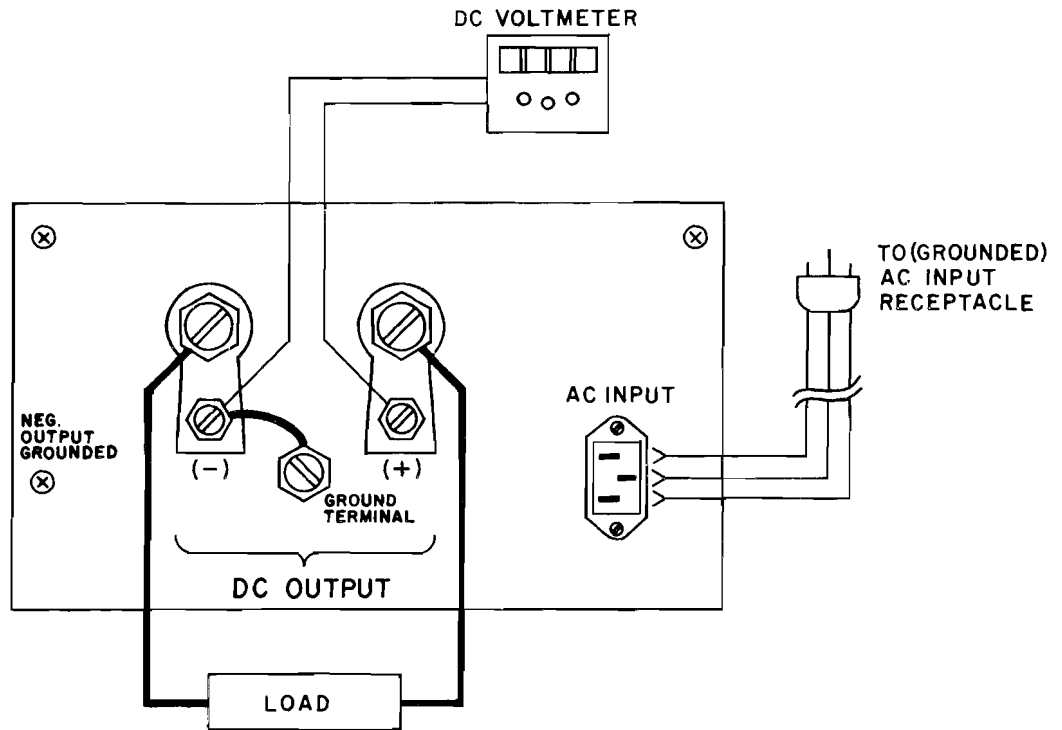 DC VOLTMETER
TO (GROUNDED)
AC INPUT
RECEPTACLE
AC INPUT
NEG.
OUTPUT
GROUNDED
(-)
(+)
GROUND
TERMINAL
DC OUTPUT
LOAD